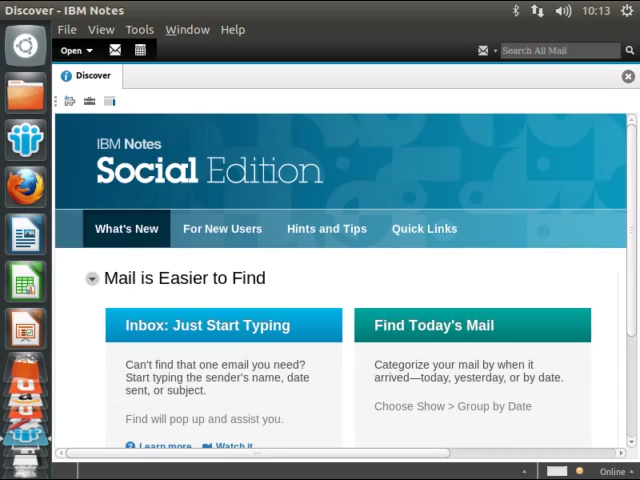 Discover - IBM Notes
10:13
File View Tools Window Help
Open
Search All Mail
Discover
IBM Notes
Social Edition
What's New For New Users Hints and Tips Quick Links
Mail is Easier to Find
Inbox: Just Start Typing
Can't find that one email you need?
Start typing the sender's name, date
sent, or subject.
Find will pop up and assist you.
Learn more Watch it
Find Today's Mail
Categorize your mail by when it
arrived—today, yesterday, or by date.
Choose Show > Group by Date
Online